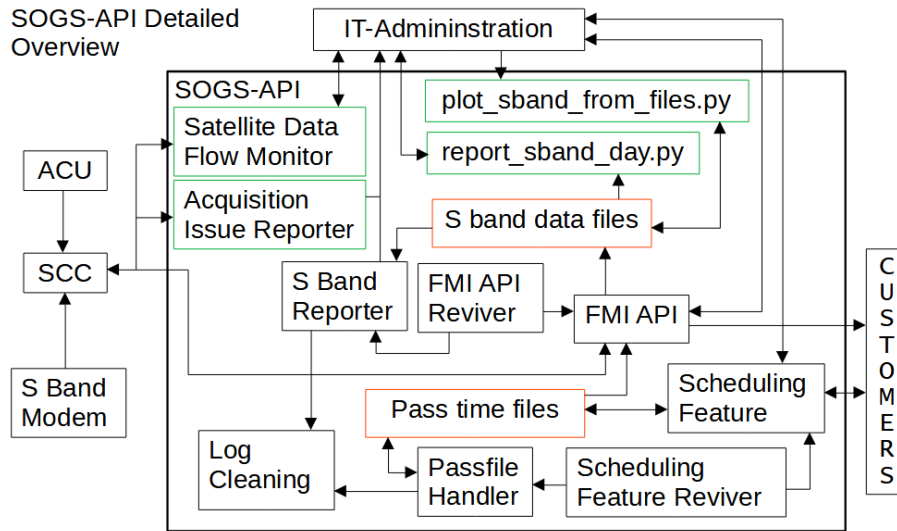 SOGS-API Detailed
Overview
IT-Admininstration
SOGS-API
plot_sband_from_files.py
Satellite Data
Flow Monitor
report_sband_day.py
ACU
Acquisition
Issue Reporter
S band data files
SCC
S Band
Reporter
FMI API
Reviver
FMI API
CUSTOMERS
S Band
Modem
Pass time files
Scheduling
Feature
Log
Cleaning
Passfile
Handler
Scheduling
Feature Reviver